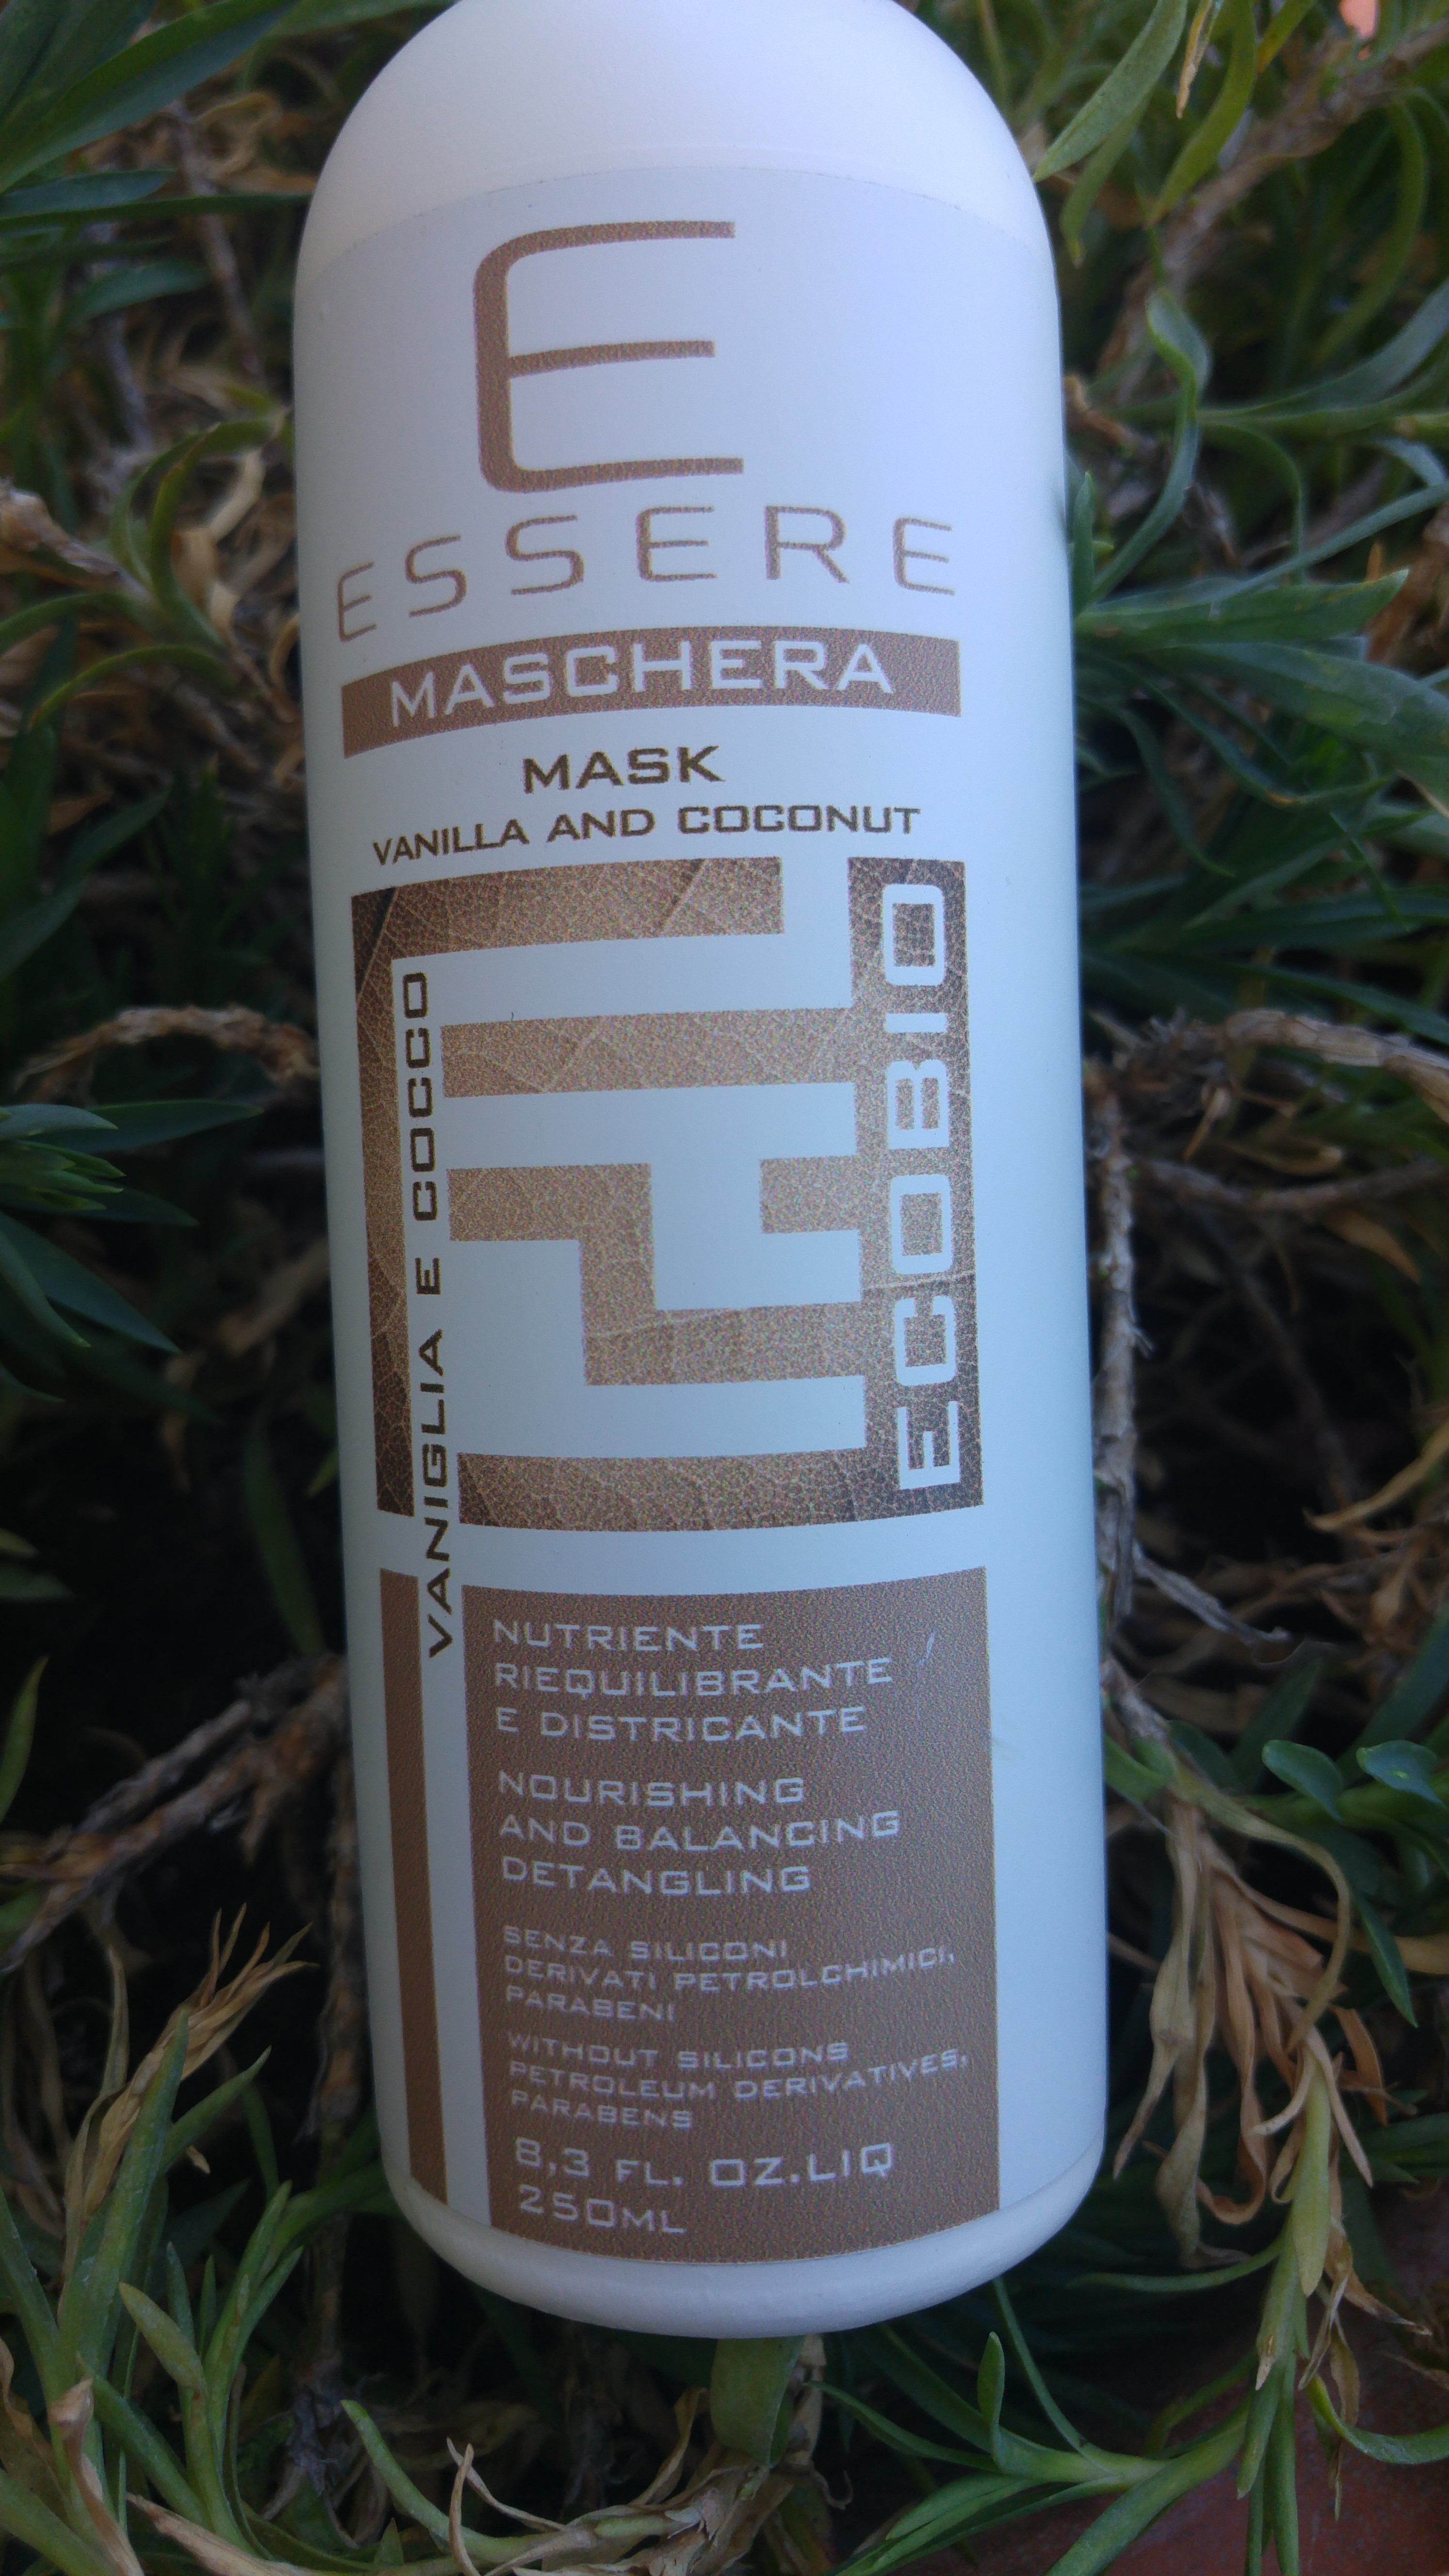 E
ESSERE
MASCHERA
MASK
VANILLA AND COCONUT
VANIGLIA E COCCO
ECOBIO
NUTRIENTE
RIEQUILIBRANTE
E DISTRICANTE
NOURISHING
AND BALANCING
DETANGLING
SENZA SILICONI
DERIVATI PETROLCHIMICI,
PARABENI
WITHOUT SILICONS
PETROLEUM DERIVATIVES,
PARABENS
8,3 FL. OZ.LIQ
250ML